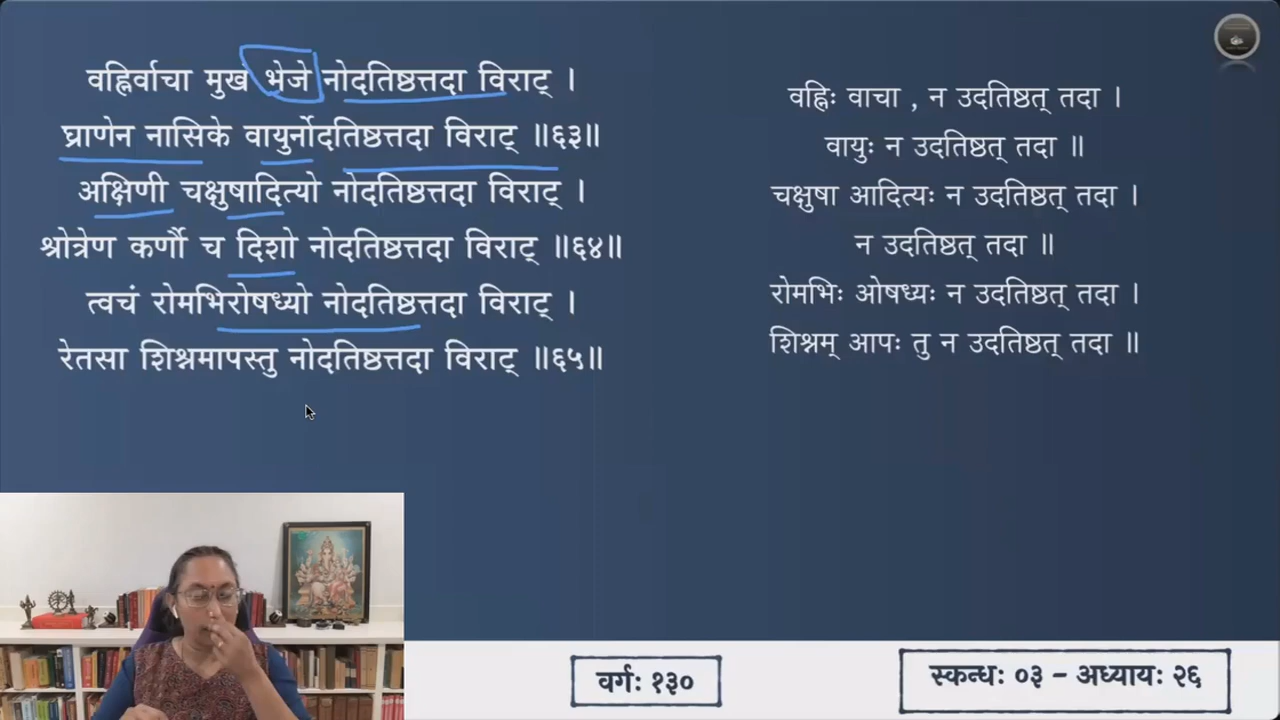 वह्निर्वाचा मुखं भेजे नोदतिष्ठत्तदा विराट् ।
घ्राणेन नासिके वायुर्नोदतिष्ठत्तदा विराट् ॥६३॥
अक्षिणी चक्षुषादित्यो नोदतिष्ठत्तदा विराट् ।
श्रोत्रेण कर्णौ च दिशो नोदतिष्ठत्तदा विराट् ॥६४॥
त्वचं रोमभिरोषध्यो नोदतिष्ठत्तदा विराट् ।
रेतसा शिश्नमापस्तु नोदतिष्ठत्तदा विराट् ॥६५॥
वह्निः वाचा , न उदतिष्ठत् तदा ।
वायुः न उदतिष्ठत् तदा ॥
चक्षुषा आदित्यः न उदतिष्ठत् तदा ।
न उदतिष्ठत् तदा ॥
रोमभिः ओषध्यः न उदतिष्ठत् तदा ।
शिश्नम् आपः तु न उदतिष्ठत् तदा ॥
वर्गः १३०
स्कन्धः ०३ - अध्यायः २६